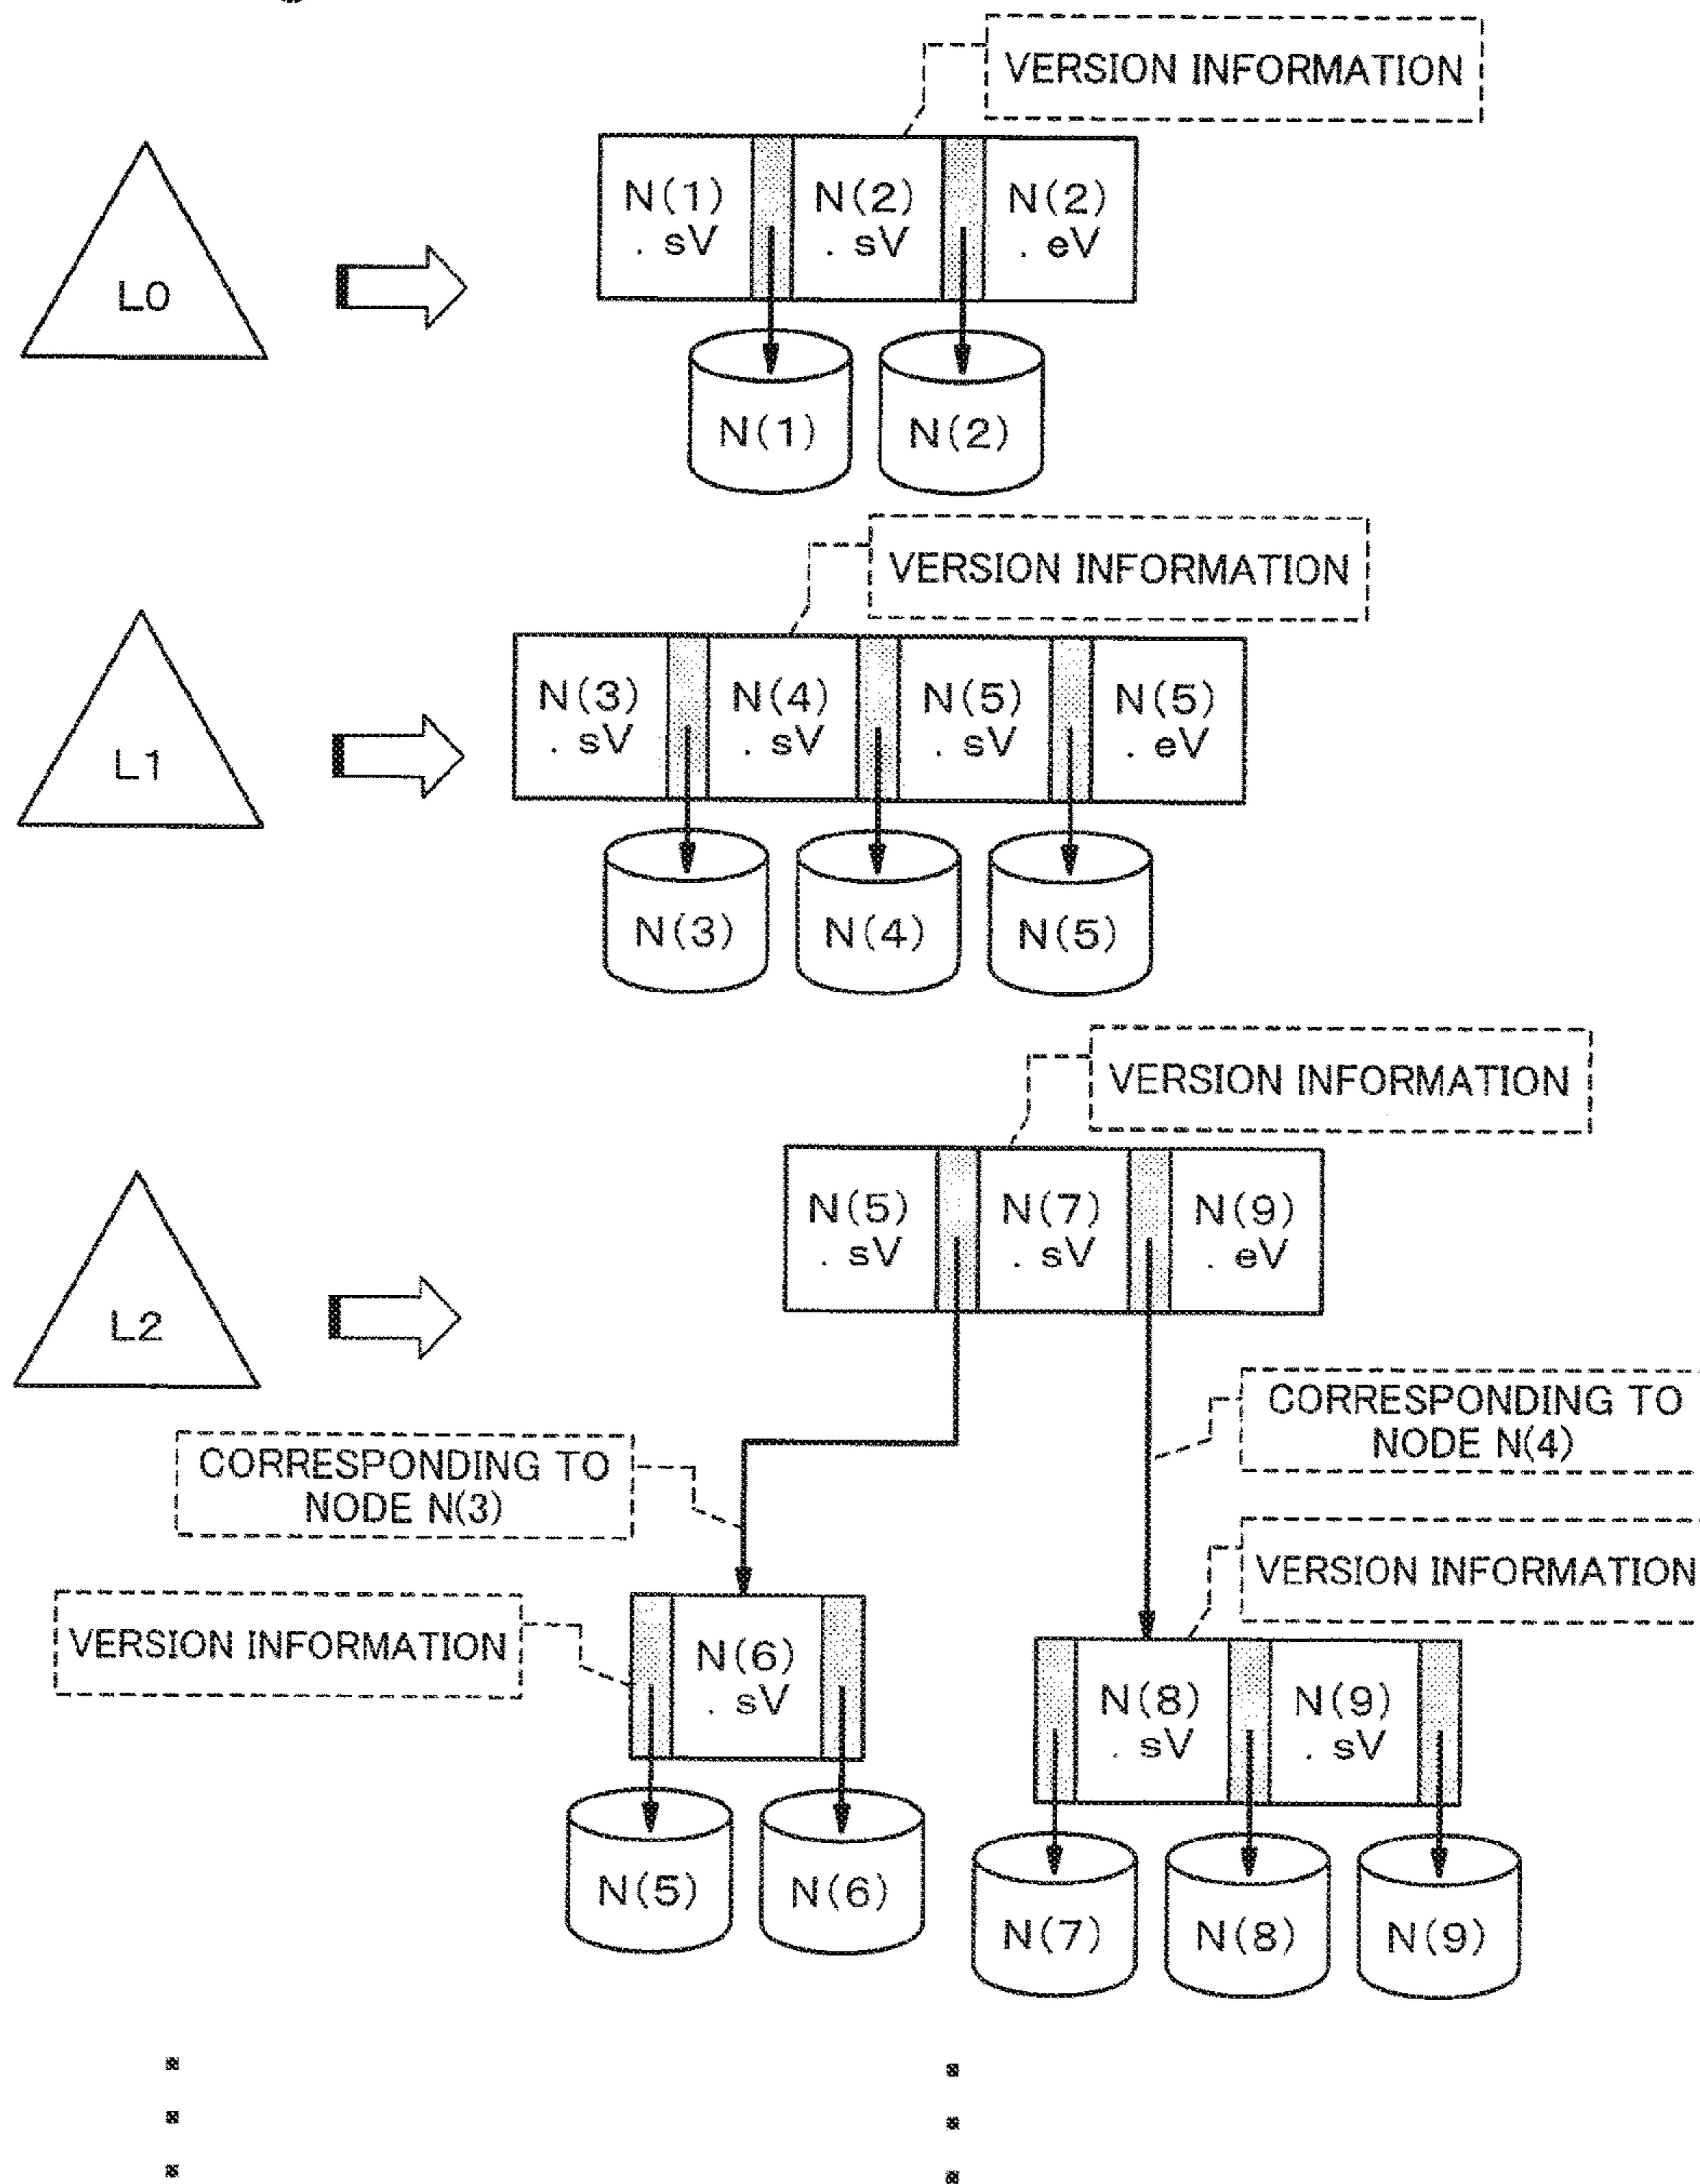 VERSION INFORMATION
N(1) N(2) N(2)
. sV . sV . eV
L0
N(1) N(2)
VERSION INFORMATION
N(3) N(4) N(5) N(5)
. sV . sV . sV . eV
L1
N(3) N(4) N(5)
VERSION INFORMATION
N(5) N(7) N(9)
. sV . sV . eV
L2
CORRESPONDING TO
NODE N(4)
CORRESPONDING TO
NODE N(3)
VERSION INFORMATION
VERSION INFORMATION
N(6)
. sV
N(8) N(9)
. sV . sV
N(5) N(6)
N(7) N(8) N(9)